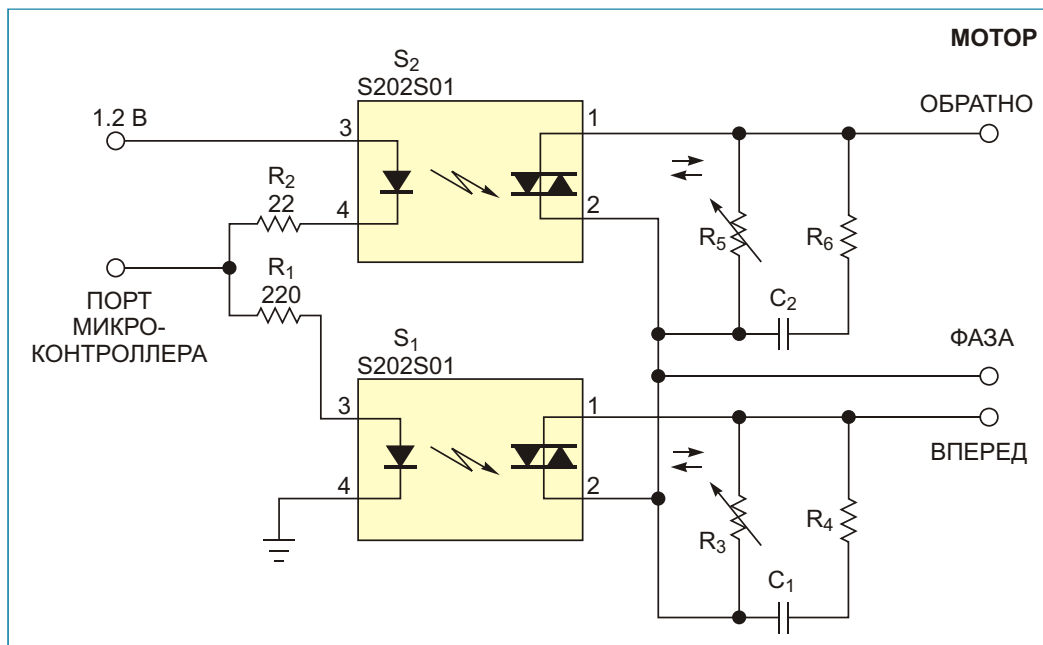 МОТОР
S2
S202S01
ОБРАТНО
1.2 В
3
1
R2
22
4
2
R5
R6
R1
220
C2
ПОРТ
МИКРО-
КОНТРОЛЛЕРА
S1
S202S01
ФАЗА
3
1
ВПЕРЕД
4
2
R3
R4
C1